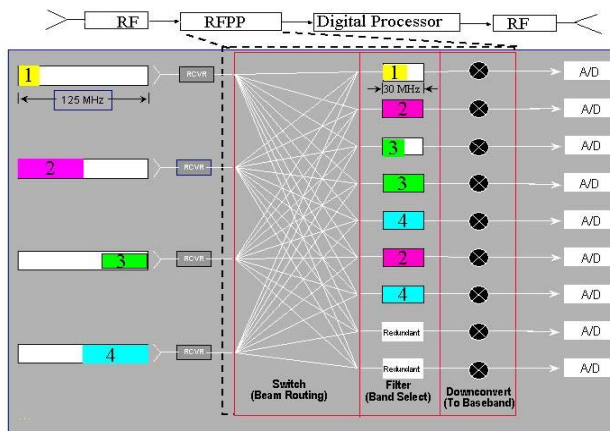 RF
RFPP
Digital Processor
RF
1
RCVR
125 MHz
2
RCVR
3
RCVR
4
RCVR
...
1
30 MHz
2
3
3
4
2
4
Redundant
Redundant
A/D
A/D
A/D
A/D
A/D
A/D
A/D
A/D
A/D
Switch
(Beam Routing)
Filter
(Band Select)
Downconvert
(To Baseband)